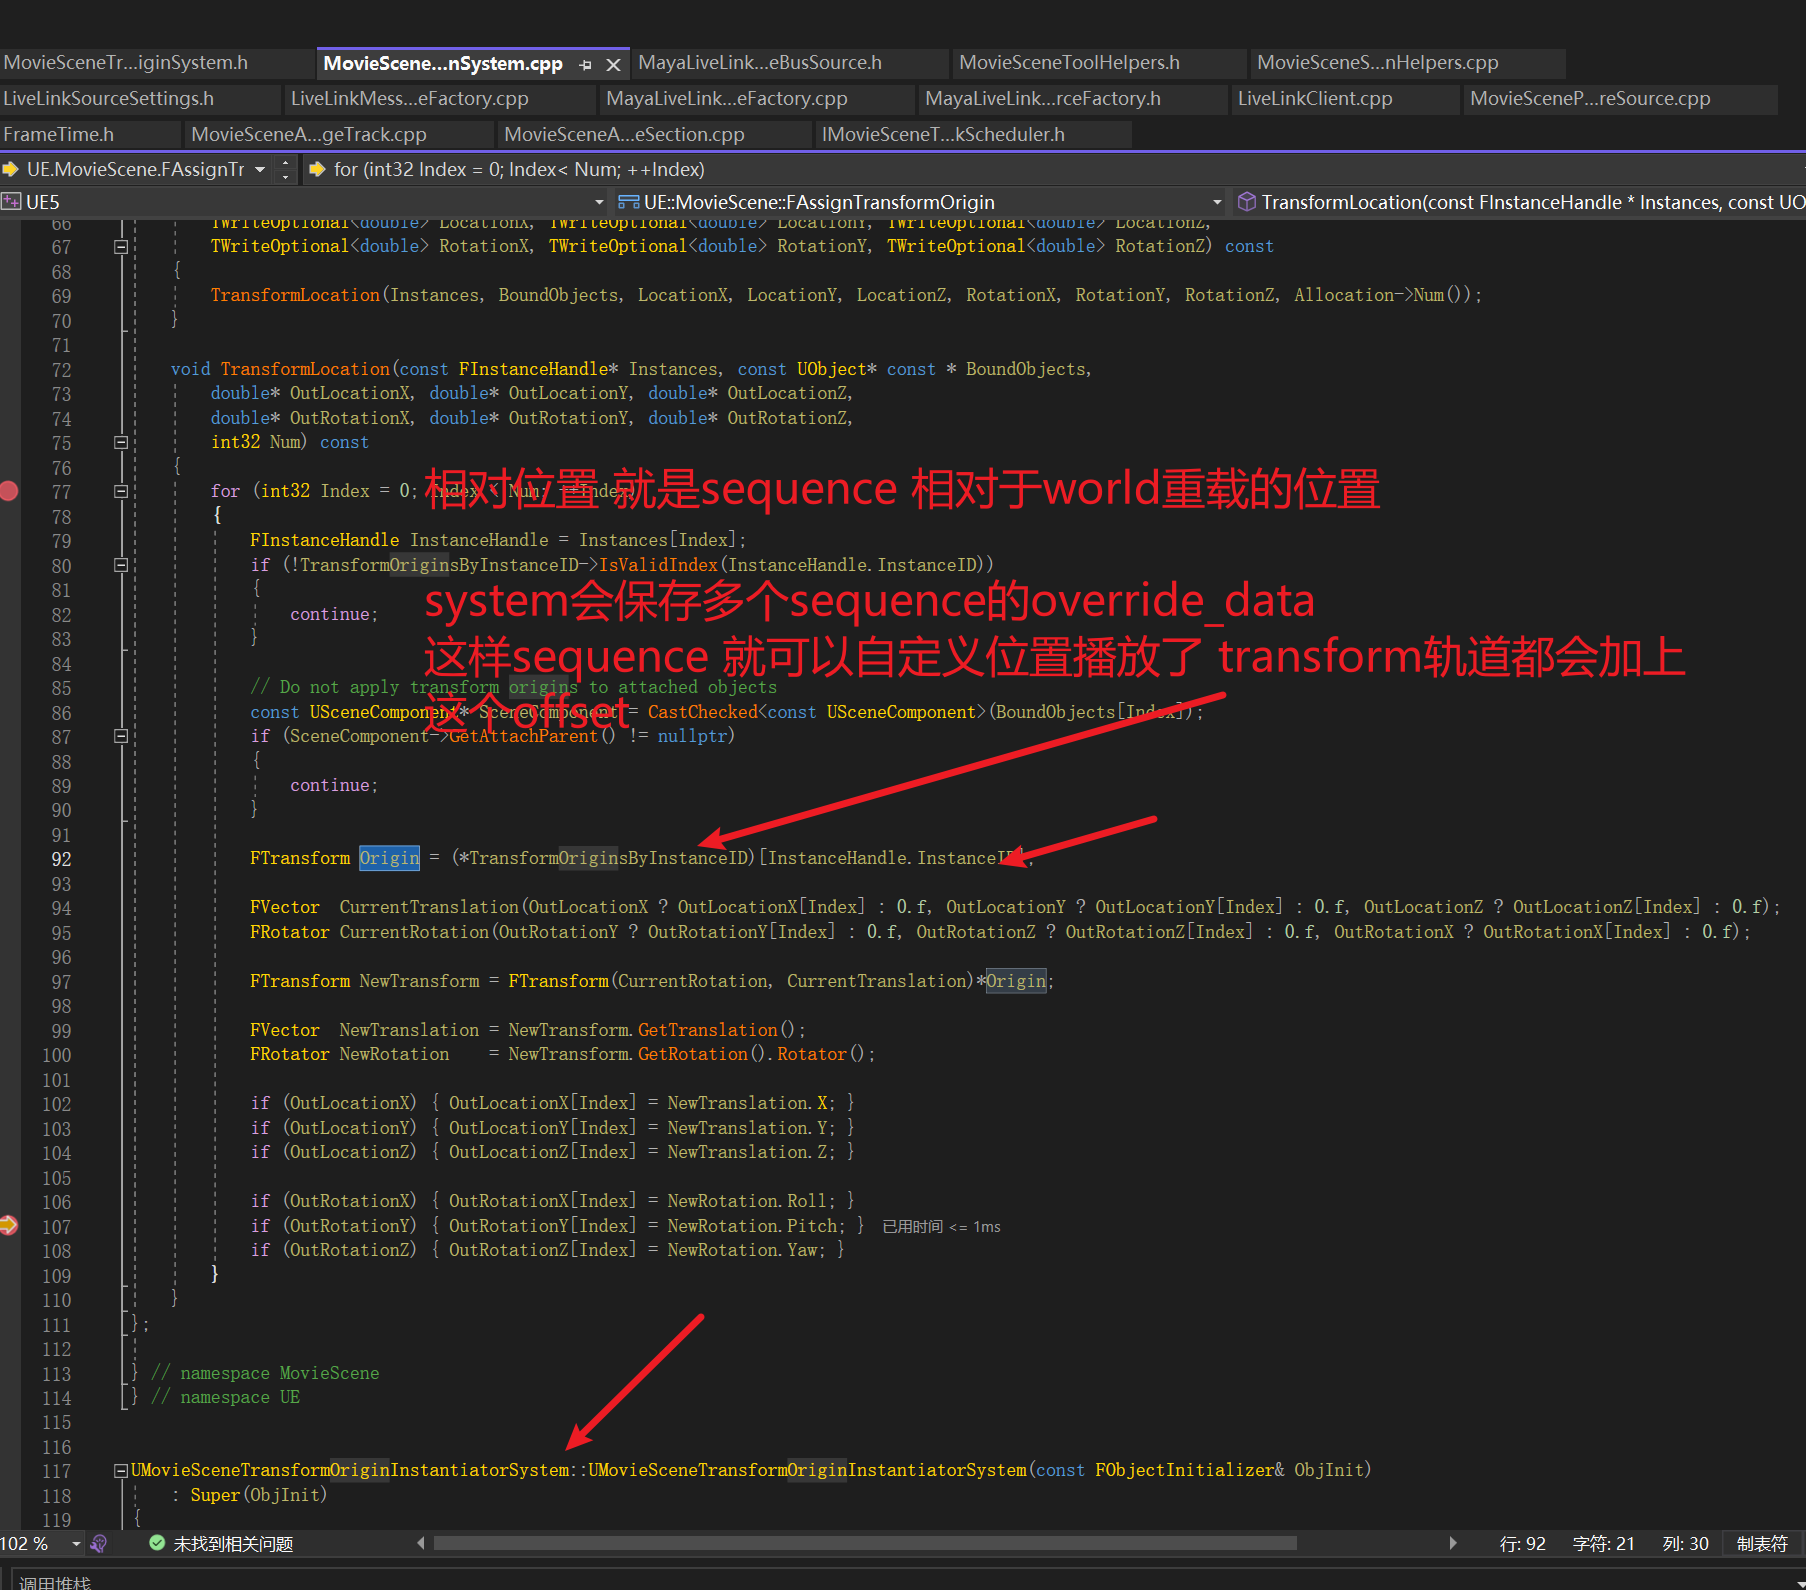 MovieSceneTr...iginSystem.h
MovieScene...nSystem.cpp
MayaLiveLink...eBusSource.h
MovieSceneToolHelpers.h
MovieSceneS...nHelpers.cpp
LiveLinkSourceSettings.h
LiveLinkMess...eFactory.cpp
MayaLiveLink...eFactory.cpp
MayaLiveLink...rceFactory.h
LiveLinkClient.cpp
MovieSceneP...reSource.cpp
FrameTime.h
MovieSceneA...geTrack.cpp
MovieSceneA...eSection.cpp
IMovieSceneT...kScheduler.h
UE.MovieScene.FAssignTr
for (int32 Index = 0; Index< Num; ++Index)
UE5
UE::MovieScene::FAssignTransformOrigin
TransformLocation(const FInstanceHandle * Instances, const UO
66 TWriteOptional<double> LocationX, TWriteOptional<double> LocationY, TWriteOptional<double> LocationZ,
67 TWriteOptional<double> RotationX, TWriteOptional<double> RotationY, TWriteOptional<double> RotationZ) const
68 {
69 TransformLocation(Instances, BoundObjects, LocationX, LocationY, LocationZ, RotationX, RotationY, RotationZ, Allocation->Num());
70 }
71
72 void TransformLocation(const FInstanceHandle* Instances, const UObject* const * BoundObjects,
73 double* OutLocationX, double* OutLocationY, double* OutLocationZ,
74 double* OutRotationX, double* OutRotationY, double* OutRotationZ,
75 int32 Num) const
76 {
77 for (int32 Index = 0; Index < Num; ++Index)
相对位置 就是sequence 相对于world重载的位置
78 {
79 FInstanceHandle InstanceHandle = Instances[Index];
80 if (!TransformOriginsByInstanceID->IsValidIndex(InstanceHandle.InstanceID))
81 {
system会保存多个sequence的override_data
82 continue;
83 }
这样sequence 就可以自定义位置播放了 transform轨道都会加上
84
85 // Do not apply transform origins to attached objects
这个offset
86 const USceneComponent* SceneComponent = CastChecked<const USceneComponent>(BoundObjects[Index]);
87 if (SceneComponent->GetAttachParent() != nullptr)
88 {
89 continue;
90 }
91
92 FTransform Origin = (*TransformOriginsByInstanceID)[InstanceHandle.InstanceID];
93
94 FVector CurrentTranslation(OutLocationX ? OutLocationX[Index] : 0.f, OutLocationY ? OutLocationY[Index] : 0.f, OutLocationZ ? OutLocationZ[Index] : 0.f);
95 FRotator CurrentRotation(OutRotationY ? OutRotationY[Index] : 0.f, OutRotationZ ? OutRotationZ[Index] : 0.f, OutRotationX ? OutRotationX[Index] : 0.f);
96
97 FTransform NewTransform = FTransform(CurrentRotation, CurrentTranslation)*Origin;
98
99 FVector NewTranslation = NewTransform.GetTranslation();
100 FRotator NewRotation = NewTransform.GetRotation().Rotator();
101
102 if (OutLocationX) { OutLocationX[Index] = NewTranslation.X; }
103 if (OutLocationY) { OutLocationY[Index] = NewTranslation.Y; }
104 if (OutLocationZ) { OutLocationZ[Index] = NewTranslation.Z; }
105
106 if (OutRotationX) { OutRotationX[Index] = NewRotation.Roll; }
107 if (OutRotationY) { OutRotationY[Index] = NewRotation.Pitch; } 已用时间 <= 1ms
108 if (OutRotationZ) { OutRotationZ[Index] = NewRotation.Yaw; }
109 }
110 }
111 };
112
113 } // namespace MovieScene
114 } // namespace UE
115
116
117 UMovieSceneTransformOriginInstantiatorSystem::UMovieSceneTransformOriginInstantiatorSystem(const FObjectInitializer& ObjInit)
118 : Super(ObjInit)
119 {
102 %
未找到相关问题
行: 92 字符: 21 列: 30 制表符
调用堆栈